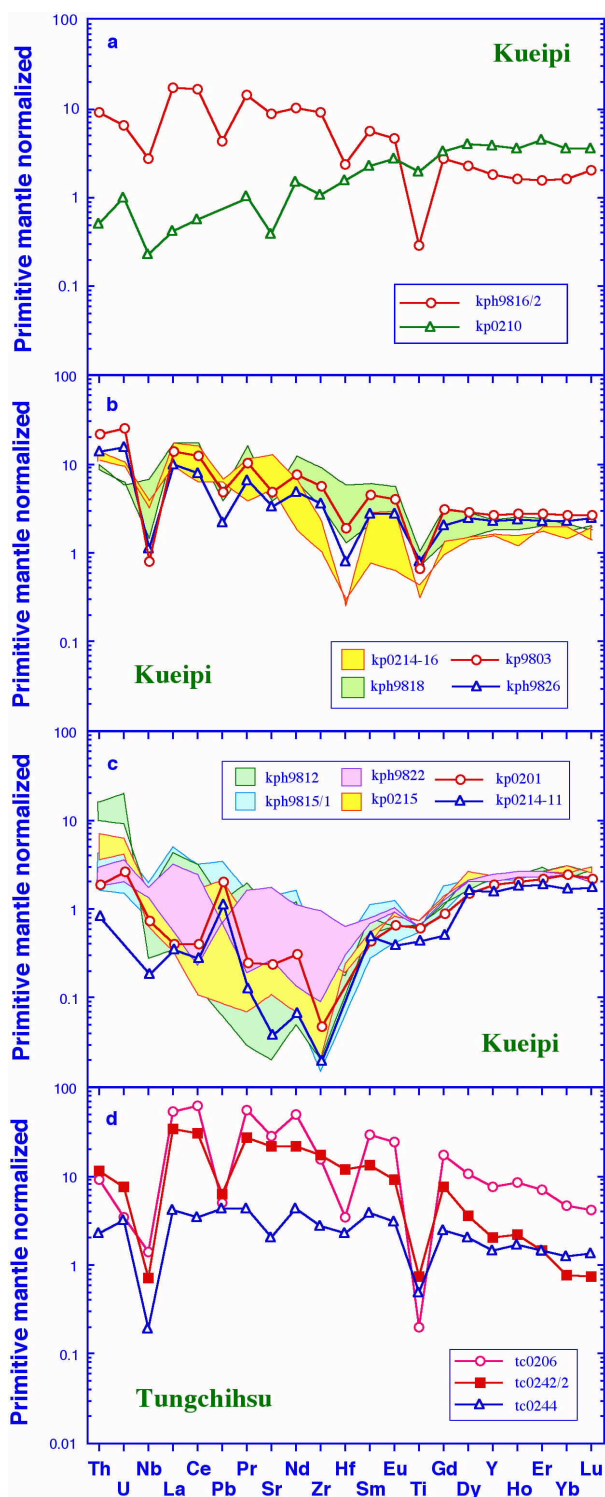 100
a
Kueipi
10
1
0.1
Primitive mantle normalized
kph9816/2
kp0210
100
b
10
1
0.1
Primitive mantle normalized
Kueipi
kp0214-16
kp9803
kph9818
kph9826
100
c
kph9812
kph9822
kp0201
kph9815/1
kp0215
kp0214-11
10
1
0.1
0.01
Primitive mantle normalized
Kueipi
100
d
10
1
0.1
0.01
Primitive mantle normalized
Tungchihsu
tc0206
tc0242/2
tc0244
Th Nb Ce Pr Nd Hf Eu Gd Y Er Lu
U La Pb Sr Zr Sm Ti Dy Ho Yb